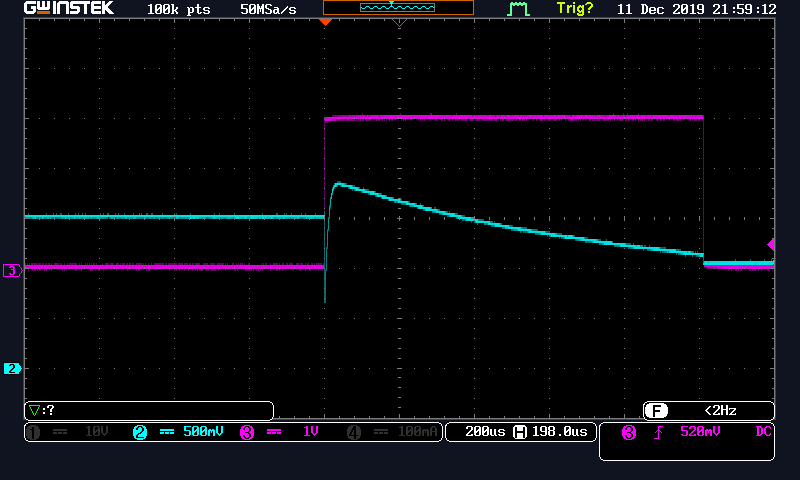 GWINSTEK 100k pts 50MSa/s Trig? 11 Dec 2019 21:59:12
3
2
▽:? F <2Hz
1 10V 2 500mV 3 1V 4 100mA 200us H 198.0us 3 520mV DC